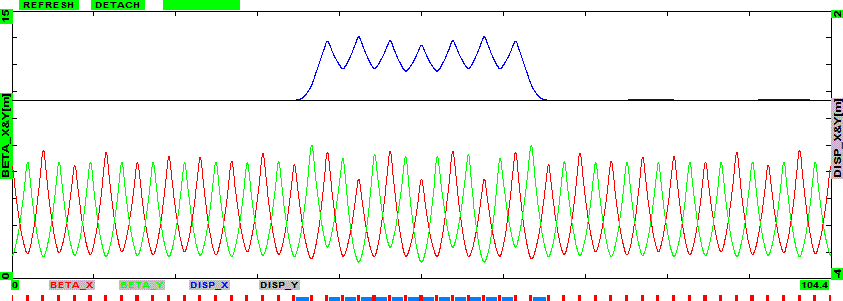 REFRESH DETACH
15
2
BETA_X&Y[m]
DISP_X&Y[m]
0
-4
0
104.4
BETA_X BETA_Y DISP_X DISP_Y